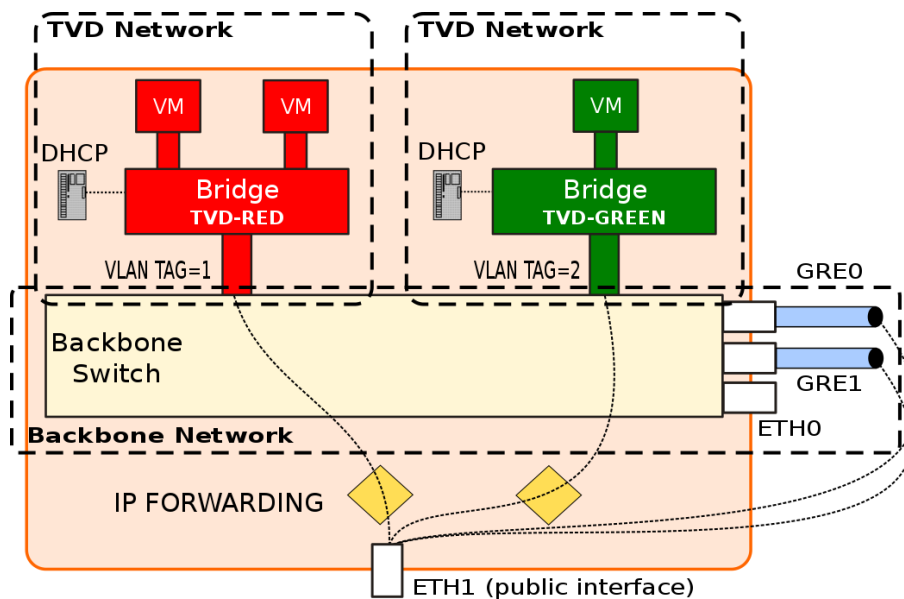 TVD Network
TVD Network
VM
VM
VM
DHCP
DHCP
Bridge
TVD-RED
Bridge
TVD-GREEN
VLAN TAG=1
VLAN TAG=2
GRE0
Backbone
Switch
GRE1
ETH0
Backbone Network
IP FORWARDING
ETH1 (public interface)